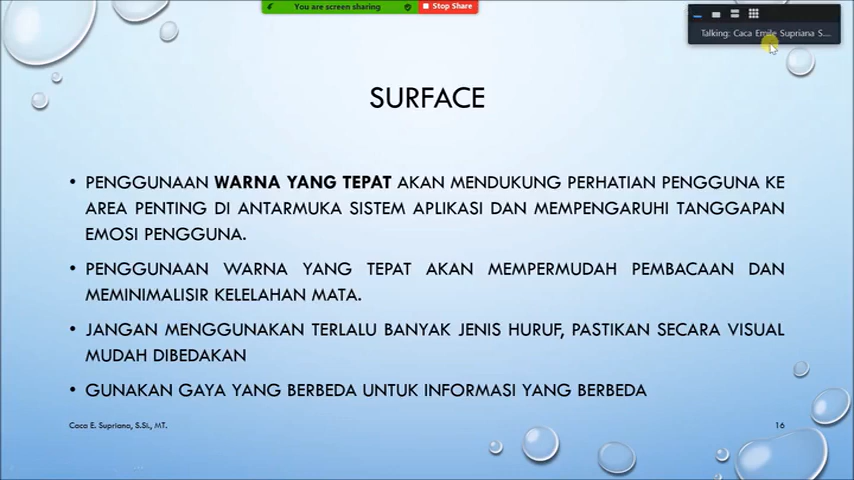 You are screen sharing
Stop Share
Talking: Caca Emile Supriana S...
SURFACE
• PENGGUNAAN WARNA YANG TEPAT AKAN MENDUKUNG PERHATIAN PENGGUNA KE
AREA PENTING DI ANTARMUKA SISTEM APLIKASI DAN MEMPENGARUHI TANGGAPAN
EMOSI PENGGUNA.
• PENGGUNAAN WARNA YANG TEPAT AKAN MEMPERMUDAH PEMBACAAN DAN
MEMINIMALISIR KELELAHAN MATA.
• JANGAN MENGGUNAKAN TERLALU BANYAK JENIS HURUF, PASTIKAN SECARA VISUAL
MUDAH DIBEDAKAN
• GUNAKAN GAYA YANG BERBEDA UNTUK INFORMASI YANG BERBEDA
Caca E. Supriana, S.Si., MT.
16